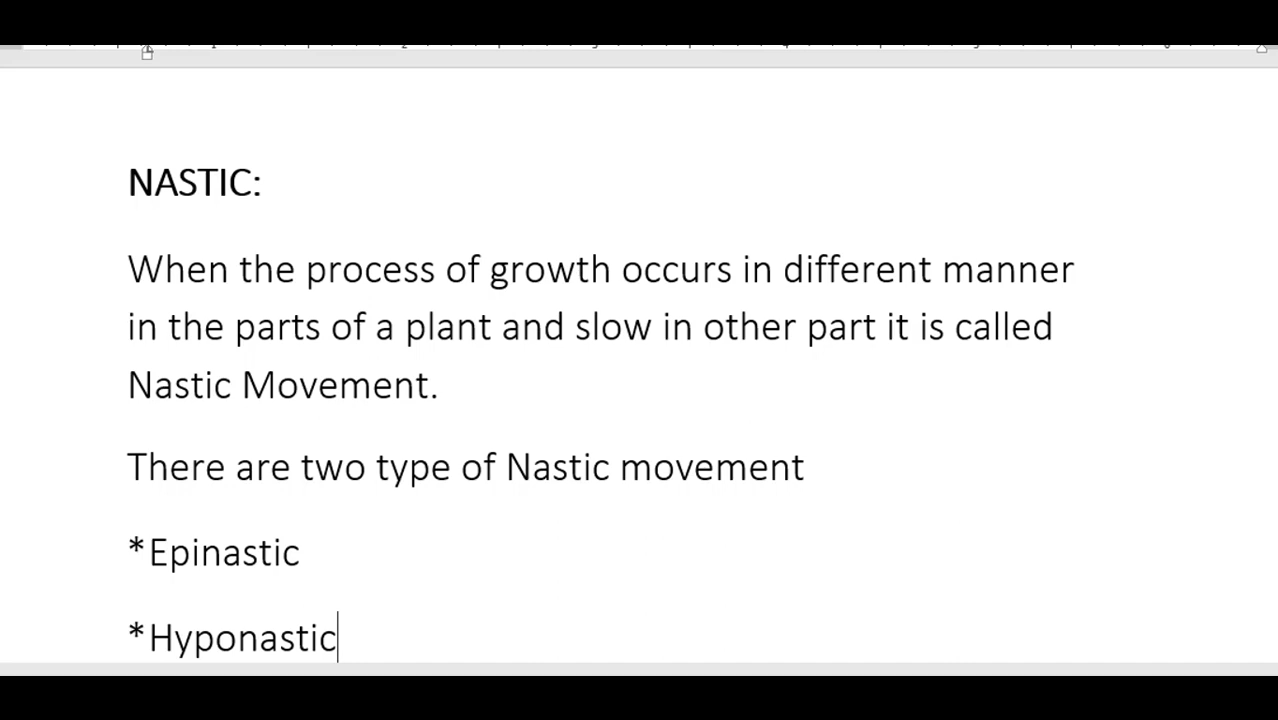 NASTIC:
When the process of growth occurs in different manner
in the parts of a plant and slow in other part it is called
Nastic Movement.
There are two type of Nastic movement
*Epinastic
*Hyponastic